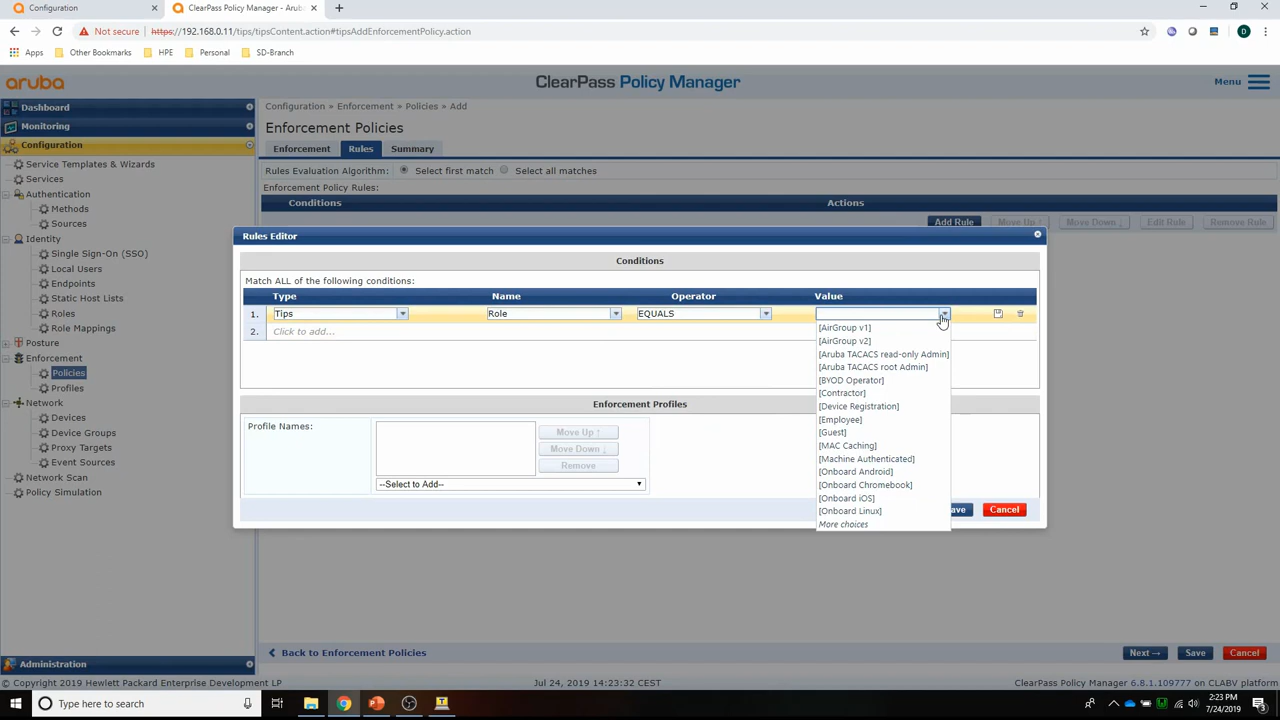 Configuration
ClearPass Policy Manager - Aruba
Not secure
https://192.168.0.11/tips/tipsContent.action#tipsAddEnforcementPolicy.action
Apps
Other Bookmarks
HPE
Personal
SD-Branch
aruba
ClearPass Policy Manager
Menu
Dashboard
Monitoring
Configuration
Service Templates & Wizards
Services
Authentication
Methods
Sources
Identity
Single Sign-On (SSO)
Local Users
Endpoints
Static Host Lists
Roles
Role Mappings
Posture
Enforcement
Policies
Profiles
Network
Devices
Device Groups
Proxy Targets
Event Sources
Network Scan
Policy Simulation
Administration
Configuration » Enforcement » Policies » Add
Enforcement Policies
Enforcement
Rules
Summary
Rules Evaluation Algorithm:
Select first match
Select all matches
Enforcement Policy Rules:
Conditions
Actions
Add Rule
Move Up ↑
Move Down ↓
Edit Rule
Remove Rule
Rules Editor
Conditions
Match ALL of the following conditions:
Type
Name
Operator
Value
1.
Tips
Role
EQUALS
2.
Click to add...
[AirGroup v1]
[AirGroup v2]
[Aruba TACACS read-only Admin]
[Aruba TACACS root Admin]
[BYOD Operator]
[Contractor]
[Device Registration]
[Employee]
[Guest]
[MAC Caching]
[Machine Authenticated]
[Onboard Android]
[Onboard Chromebook]
[Onboard iOS]
[Onboard Linux]
More choices
Enforcement Profiles
Profile Names:
Move Up ↑
Move Down ↓
Remove
--Select to Add--
ave
Cancel
Back to Enforcement Policies
Next →
Save
Cancel
© Copyright 2019 Hewlett Packard Enterprise Development LP
Jul 24, 2019 14:23:32 CEST
ClearPass Policy Manager 6.8.1.109777 on CLABV platform
Type here to search
2:23 PM
7/24/2019